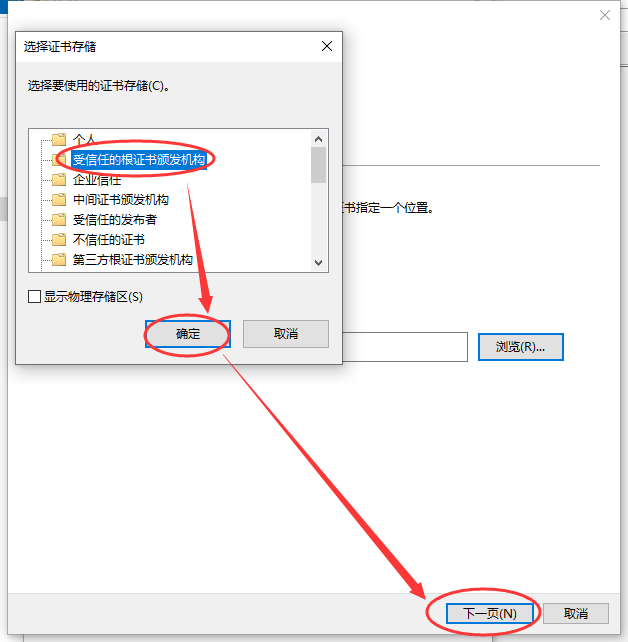 选择证书存储
选择要使用的证书存储(C)。
个人
受信任的根证书颁发机构
企业信任
中间证书颁发机构
受信任的发布者
不信任的证书
第三方根证书颁发机构
显示物理存储区(S)
确定
取消
书指定一个位置。
浏览(R)...
下一页(N)
取消